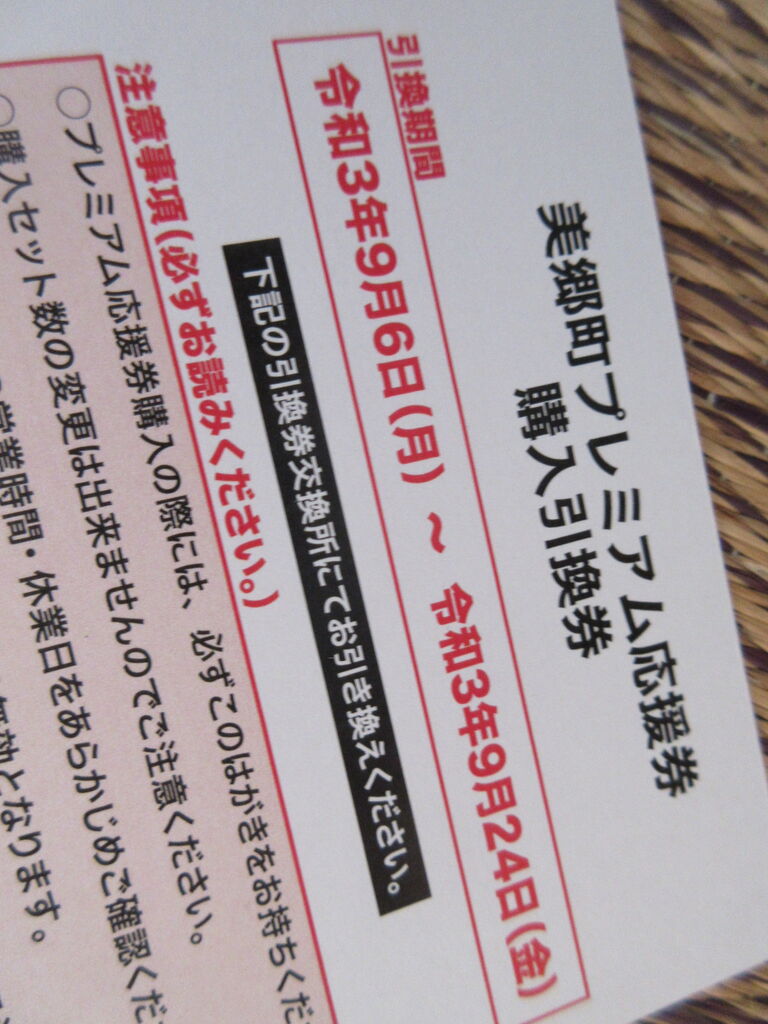 美郷町プレミアム応援券
購入引換券
引換期間
令和3年9月6日(月) ～ 令和3年9月24日(金)
下記の引換券交換所にてお引き換えください。
注意事項(必ずお読みください。)
○プレミアム応援券購入の際には、必ずこのはがきをお持ちくだ
○購入セット数の変更は出来ませんのでご注意ください。
営業時間・休業日をあらかじめご確認くだ
無効となります。